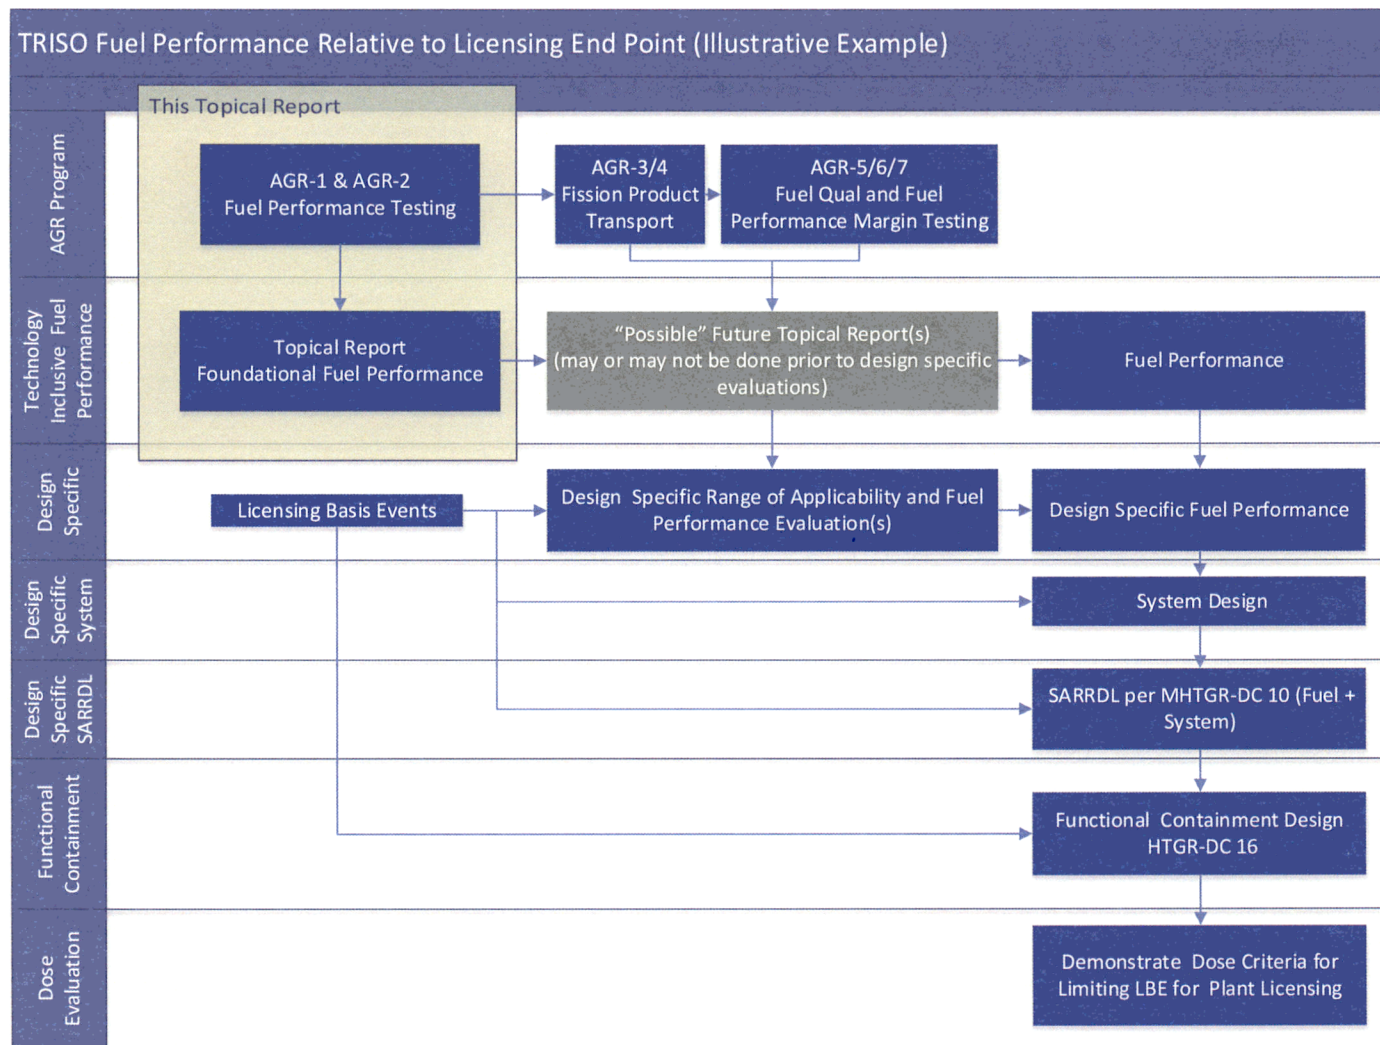 TRISO Fuel Performance Relative to Licensing End Point (Illustrative Example)
This Topical Report
AGR Program
AGR-1 & AGR-2
Fuel Performance Testing
AGR-3/4
Fission Product
Transport
AGR-5/6/7
Fuel Qual and Fuel
Performance Margin Testing
Technology
Inclusive Fuel
Performance
Topical Report
Foundational Fuel Performance
“Possible” Future Topical Report(s)
(may or may not be done prior to design specific
evaluations)
Fuel Performance
Design
Specific
Licensing Basis Events
Design Specific Range of Applicability and Fuel
Performance Evaluation(s)
Design Specific Fuel Performance
Design
Specific
System
System Design
Design
Specific
SARRDL
SARRDL per MHTGR-DC 10 (Fuel +
System)
Functional
Containment
Functional Containment Design
HTGR-DC 16
Dose
Evaluation
Demonstrate Dose Criteria for
Limiting LBE for Plant Licensing